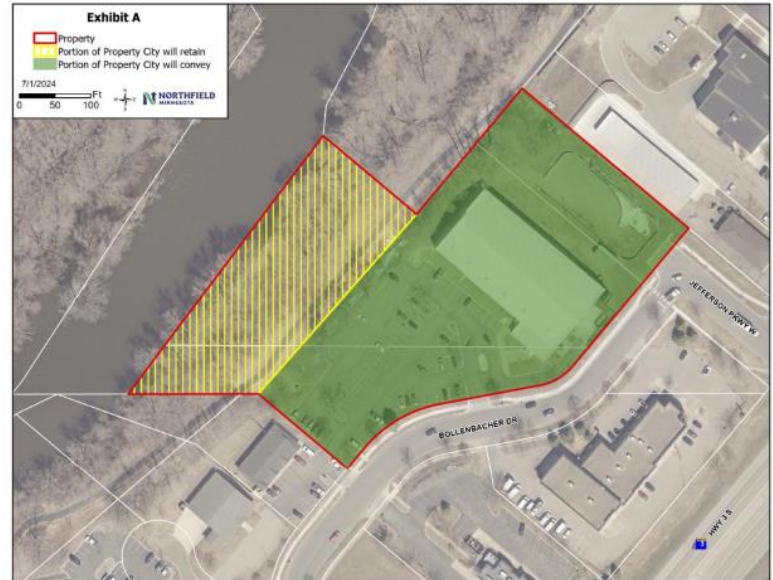 Exhibit A
Property
Portion of Property City will retain
Portion of Property City will convey
7/1/2024
0 50 100 Ft
NORTHFIELD
MINNESOTA
JEFFERSON PKWY W
BOLLENBACHER DR
HWY 3 S